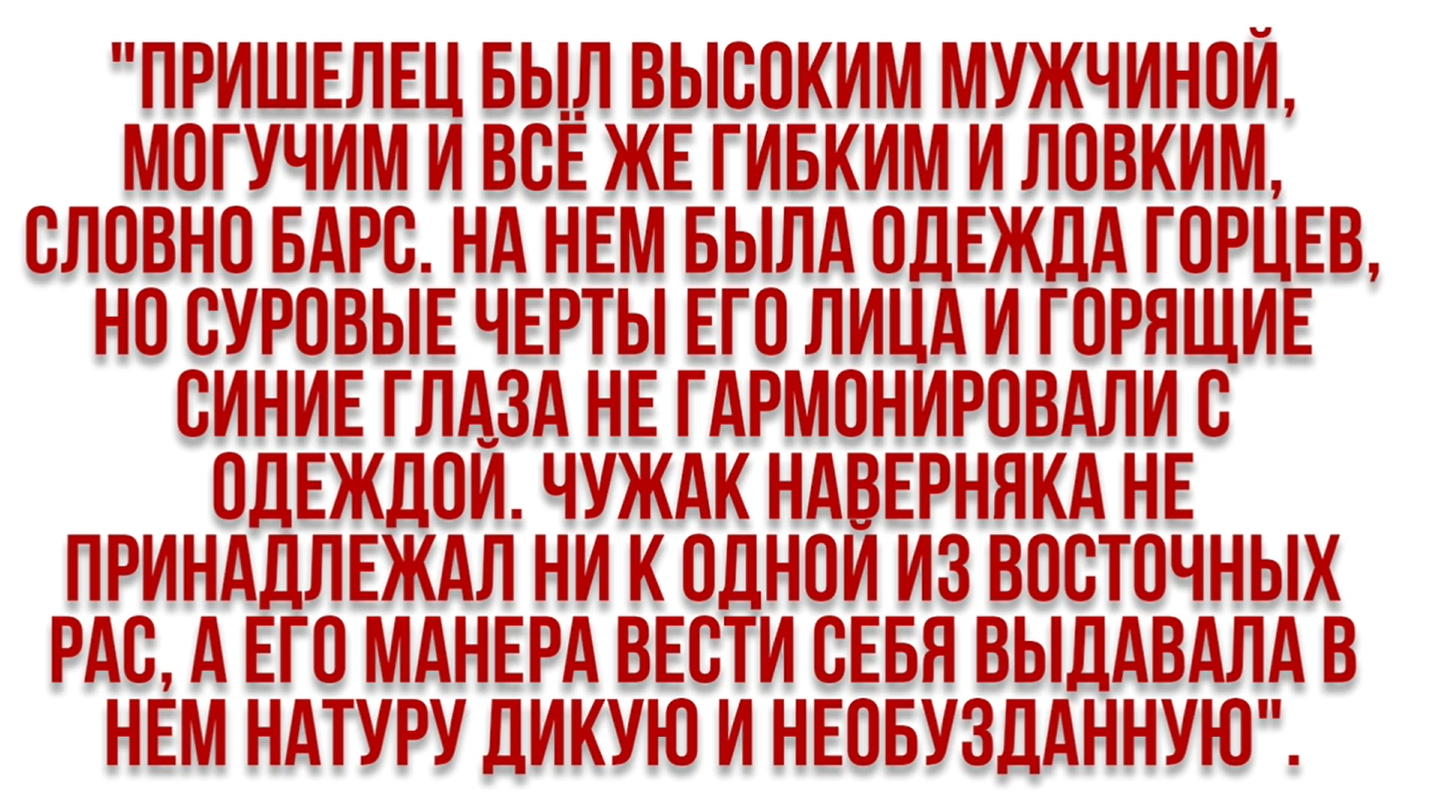 "ПРИШЕЛЕЦ БЫЛ ВЫСОКИМ МУЖЧИНОЙ,
МОГУЧИМ И ВСЁ ЖЕ ГИБКИМ И ЛОВКИМ,
СЛОВНО БАРС. НА НЕМ БЫЛА ОДЕЖДА ГОРЦЕВ,
НО СУРОВЫЕ ЧЕРТЫ ЕГО ЛИЦА И ГОРЯЩИЕ
СИНИЕ ГЛАЗА НЕ ГАРМОНИРОВАЛИ С
ОДЕЖДОЙ. ЧУЖАК НАВЕРНЯКА НЕ
ПРИНАДЛЕЖАЛ НИ К ОДНОЙ ИЗ ВОСТОЧНЫХ
РАС, А ЕГО МАНЕРА ВЕСТИ СЕБЯ ВЫДАВАЛА В
НЕМ НАТУРУ ДИКУЮ И НЕОБУЗДАННУЮ".